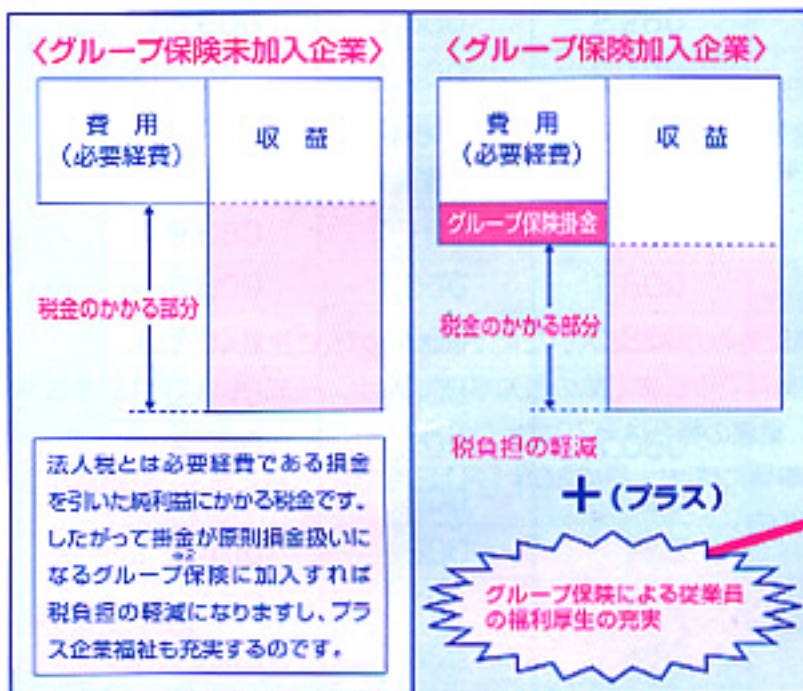 〈グループ保険未加入企業〉
費用
(必要経費)
収益
税金のかかる部分
法人税とは必要経費である損金
を引いた純利益にかかる税金です。
したがって掛金が原則損金扱いに
※2
なるグループ保険に加入すれば
税負担の軽減になりますし、プラ
ス企業福祉も充実するのです。
〈グループ保険加入企業〉
費用
(必要経費)
収益
グループ保険掛金
税金のかかる部分
税負担の軽減
+(プラス)
グループ保険による従業員
の福利厚生の充実